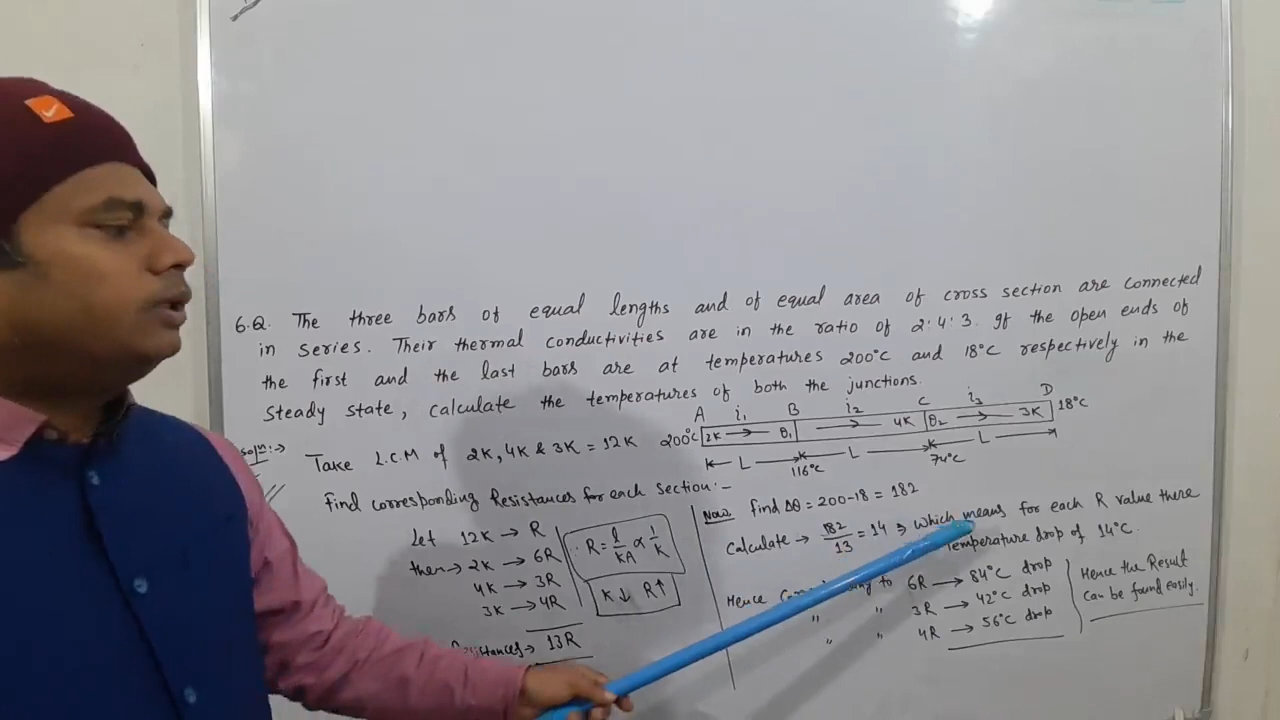 6.Q. The three bars of equal lengths and of equal area of cross section are connected
in series. Their thermal conductivities are in the ratio of 2:4:3. If the open ends of
the first and the last bars are at temperatures 200°C and 18°C respectively in the
steady state, calculate the temperatures of both the junctions.
A i₁ B i₂ C i₃ D
200°C 2K → θ₁ → 4K θ₂ → 3K 18°C
L L L
116°C 74°C
Soln:→
Take L.C.M of 2K, 4K & 3K = 12K
find corresponding Resistances for each section:-
Let 12K → R
then → 2K → 6R
4K → 3R
3K → 4R
13R
∴ R = l/KA ∝ 1/K
K↓ R↑
Now find Δθ = 200-18 = 182
Calculate → 182/13 = 14 ⇒ which means for each R value there
temperature drop of 14°C.
Hence to 6R → 84°C drop
" " 3R → 42°C drop
" " 4R → 56°C drop
Hence the Result
Can be found easily.